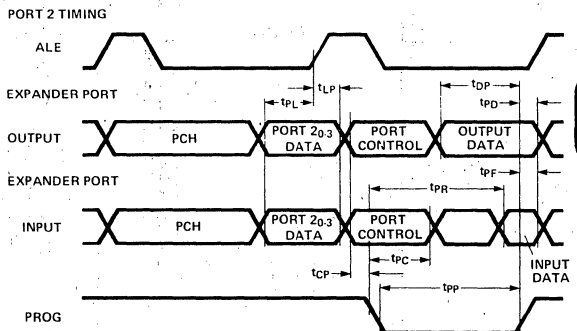 PORT 2 TIMING
ALE
EXPANDER PORT
tPL
tLP
tDP
tPD
OUTPUT
PCH
PORT 20-3 DATA
PORT CONTROL
OUTPUT DATA
EXPANDER PORT
tPR
tPF
INPUT
PCH
PORT 20-3 DATA
PORT CONTROL
INPUT DATA
tCP
tPC
tPP
PROG